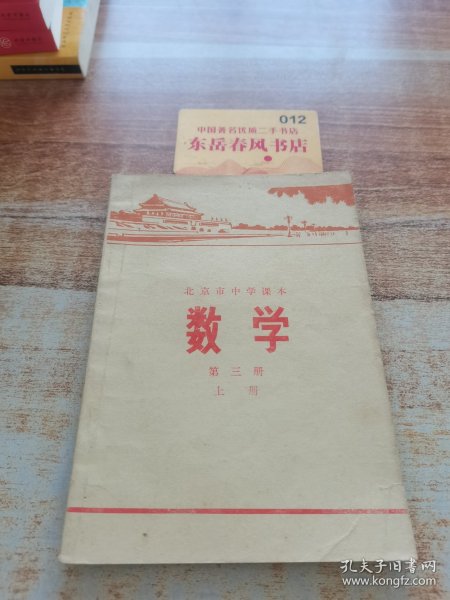 012
中国著名优质二手书店
东岳春风书店
北京市中学课本
数学
第三册
上册
孔夫子旧书网
www.kongfz.com